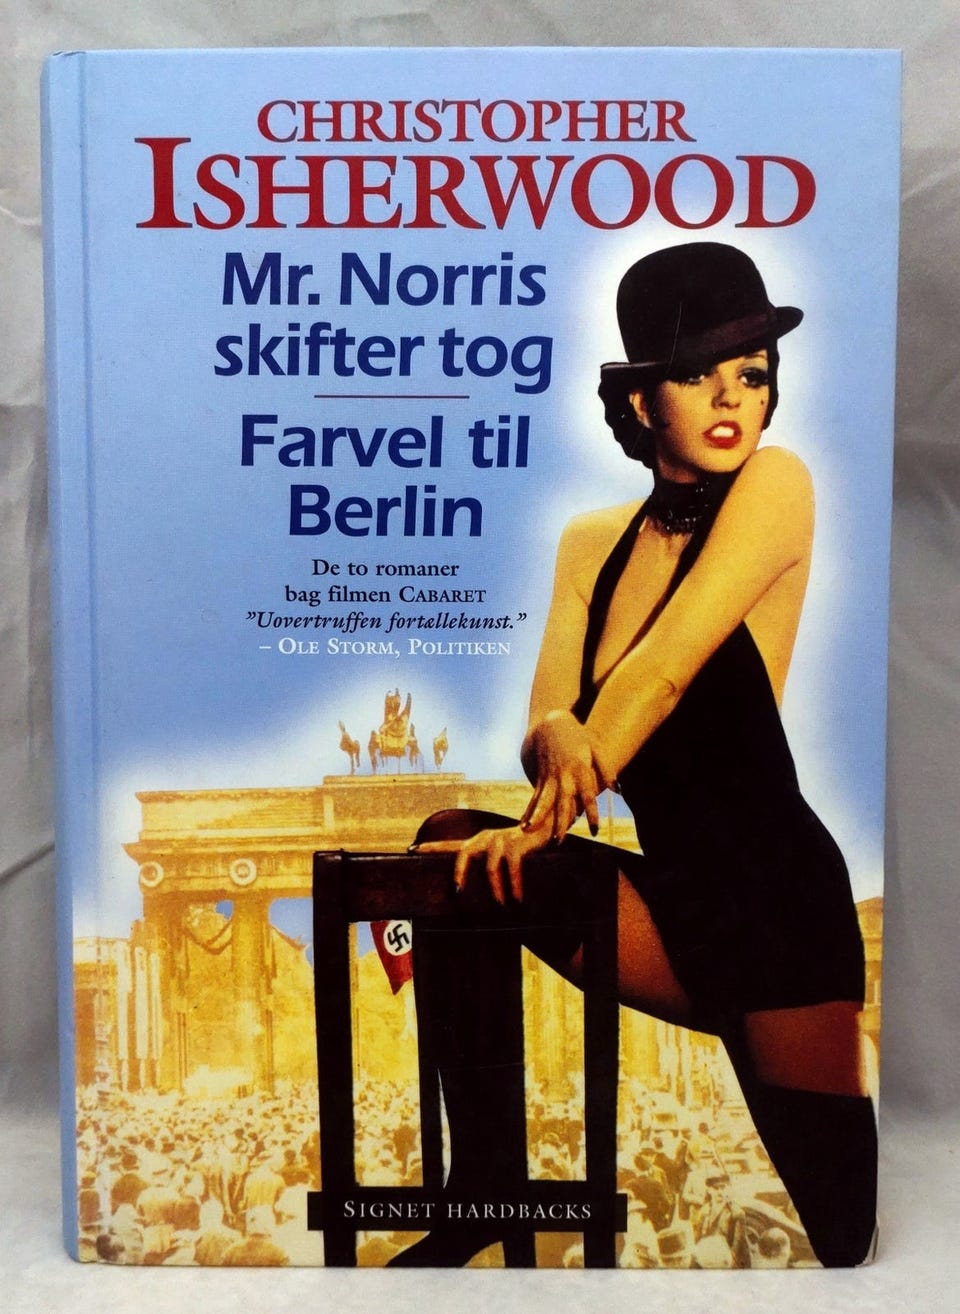 CHRISTOPHER
ISHERWOOD
Mr. Norris
skifter tog
Farvel til
Berlin
De to romaner
bag filmen CABARET
”Uovertruffen fortællekunst.”
– OLE STORM, POLITIKEN
SIGNET HARDBACKS